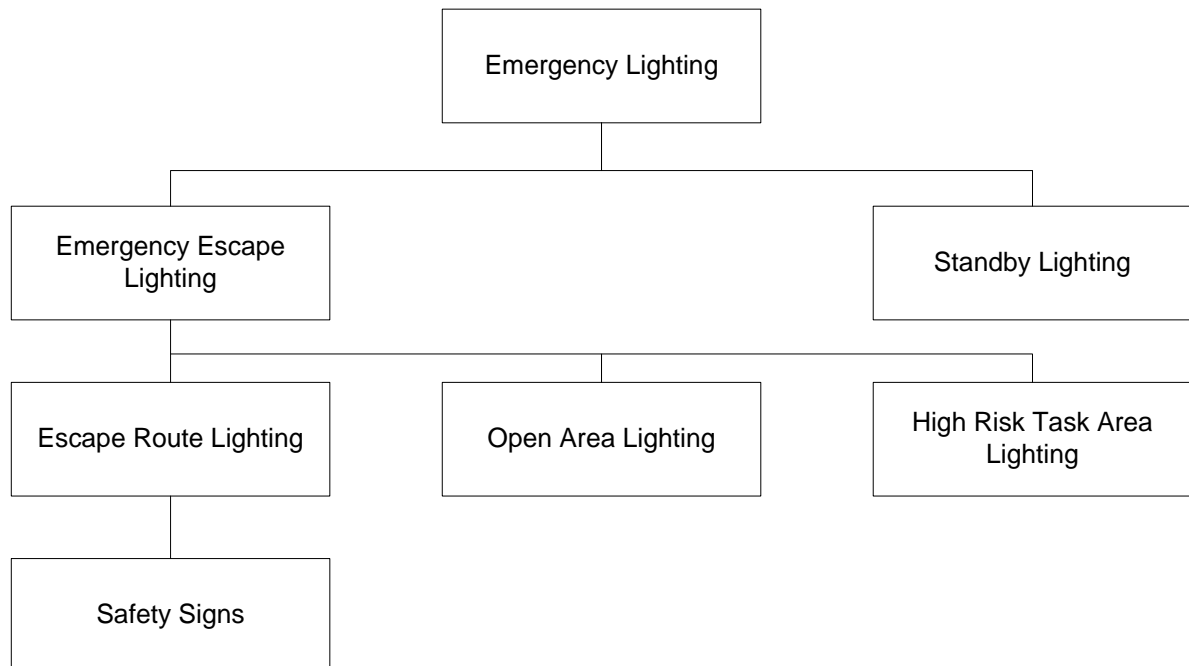 Emergency Lighting
Emergency Escape
Lighting
Standby Lighting
Escape Route Lighting
Open Area Lighting
High Risk Task Area
Lighting
Safety Signs